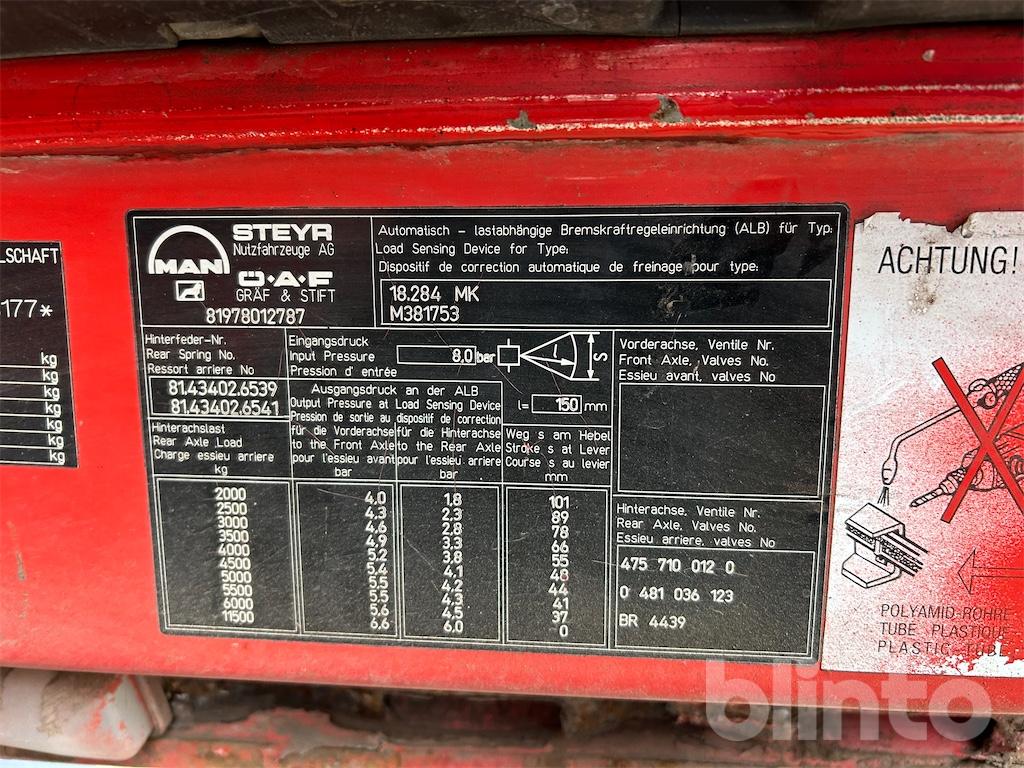 LSCHAFT
177*
kg
kg
kg
kg
kg
kg
kg
MAN
STEYR
Nutzfahrzeuge AG
ÖAF
GRÄF & STIFT
81978012787
Automatisch – lastabhängige Bremskraftregeleinrichtung (ALB) für Typ:
Load Sensing Device for Type:
Dispositif de correction automatique de freinage pour type:
18.284 MK
M381753
Hinterfeder-Nr.
Rear Spring No.
Ressort arriere No
81.43402.6539
81.43402.6541
Eingangsdruck
Input Pressure 8,0 bar
Pression d' entrée
Ausgangsdruck an der ALB
Output Pressure at Load Sensing Device
Pression de sortie au dispositif de correction
für die Vorderachse für die Hinterachse
to the Front Axle to the Rear Axle
pour l'essieu avant pour l'essieu arriere
bar bar
S
l= 150 mm
Weg s am Hebel
Stroke s at Lever
Course s au levier
mm
Hinterachslast
Rear Axle Load
Charge essieu arriere
kg
2000 4.0 1.8 101
2500 4.3 2.3 89
3000 4.6 2.8 78
3500 4.9 3.3 66
4000 5.2 3.8 55
4500 5.4 4.1 48
5000 5.5 4.2 44
5500 5.5 4.3 41
6000 5.6 4.5 37
11500 6.6 6.0 0
Vorderachse, Ventile Nr.
Front Axle, Valves No.
Essieu avant, valves No
Hinterachse, Ventile Nr.
Rear Axle, Valves No.
Essieu arriere, valves No
475 710 012 0
0 481 036 123
BR 4439
ACHTUNG!
POLYAMID-ROHRE
TUBE PLASTIQUE
PLASTIC TUBE
blinto